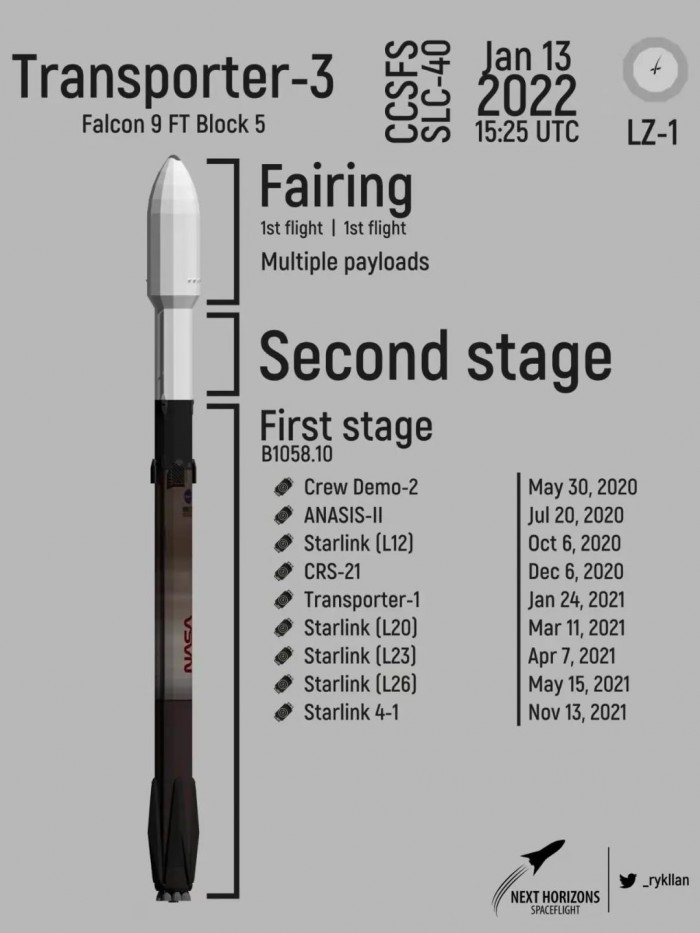 Transporter-3
Falcon 9 FT Block 5
CCSFS
SLC-40
Jan 13
2022
15:25 UTC
LZ-1
Fairing
1st flight | 1st flight
Multiple payloads
Second stage
First stage
B1058.10
Crew Demo-2 May 30, 2020
ANASIS-II Jul 20, 2020
Starlink (L12) Oct 6, 2020
CRS-21 Dec 6, 2020
Transporter-1 Jan 24, 2021
Starlink (L20) Mar 11, 2021
Starlink (L23) Apr 7, 2021
Starlink (L26) May 15, 2021
Starlink 4-1 Nov 13, 2021
NASA
NEXT HORIZONS
SPACEFLIGHT
_rykllan